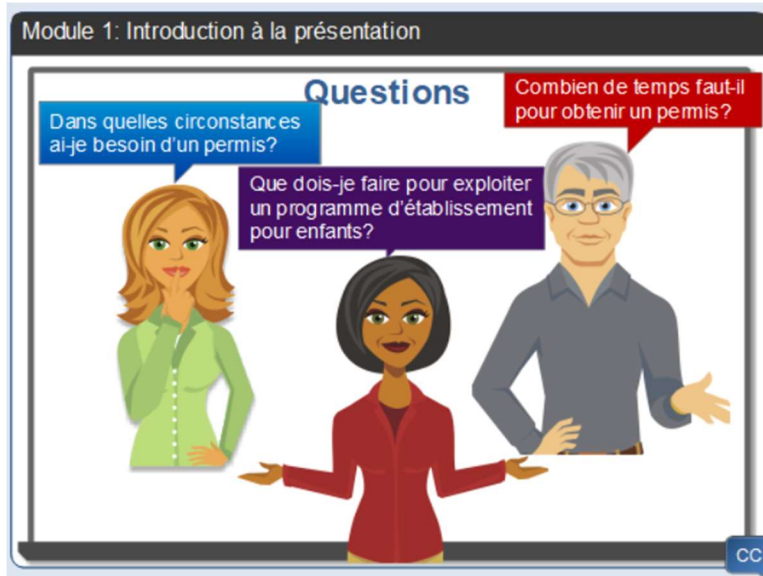 Module 1: Introduction à la présentation
Questions
Dans quelles circonstances
ai-je besoin d'un permis?
Que dois-je faire pour exploiter
un programme d'établissement
pour enfants?
Combien de temps faut-il
pour obtenir un permis?
CC